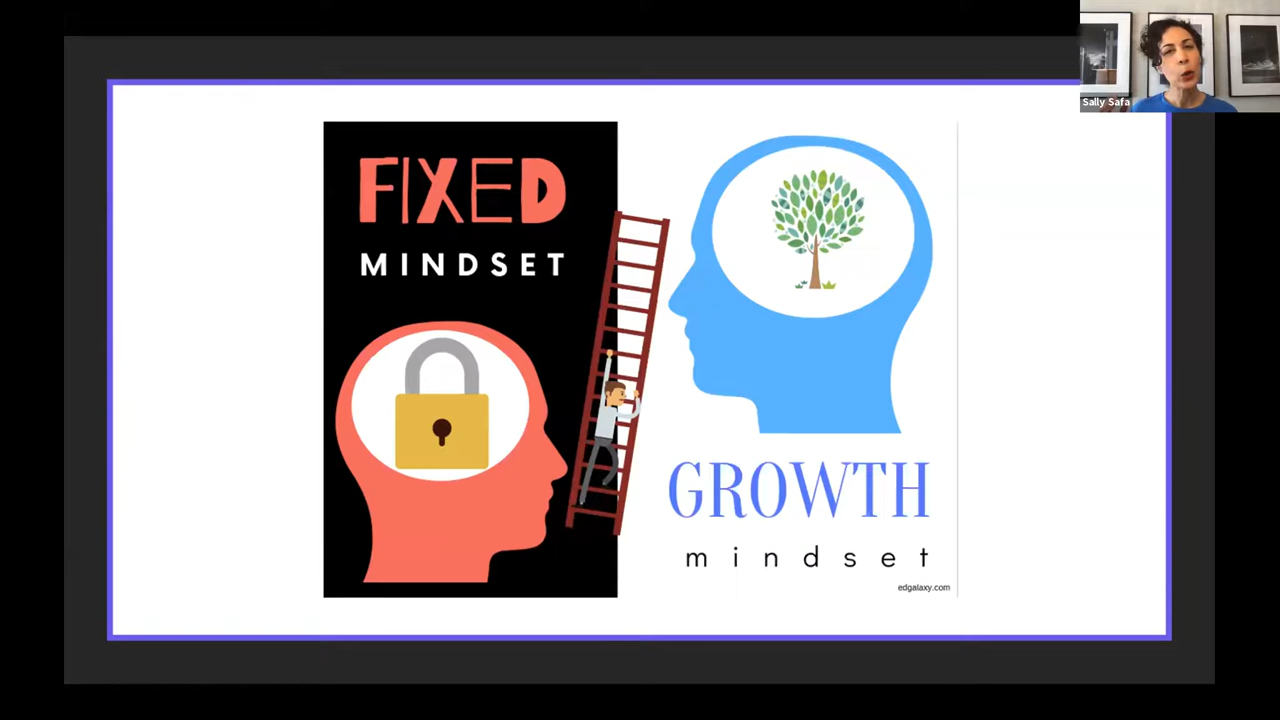 Sally Safa
FIXED
MINDSET
GROWTH
mindset
edgalaxy.com